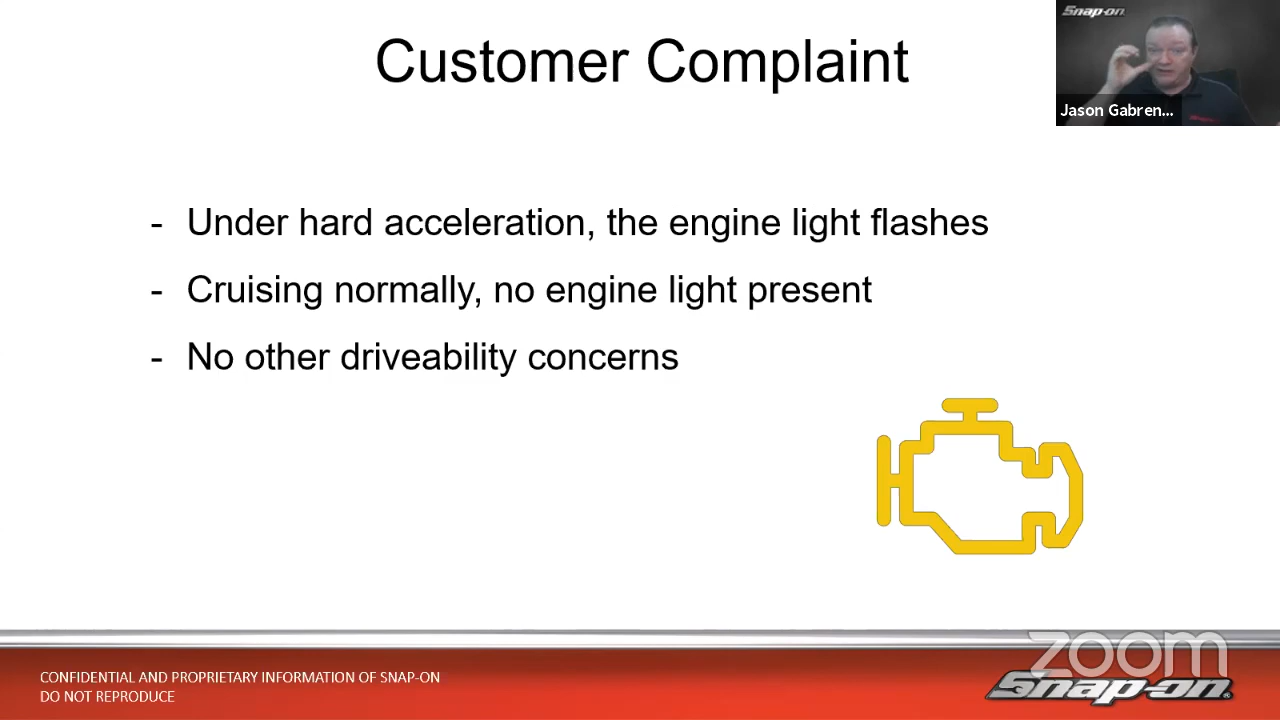 Customer Complaint
Snap-on
Jason Gabren...
- Under hard acceleration, the engine light flashes
- Cruising normally, no engine light present
- No other driveability concerns
zoom
CONFIDENTIAL AND PROPRIETARY INFORMATION OF SNAP-ON
DO NOT REPRODUCE
Snap-on®